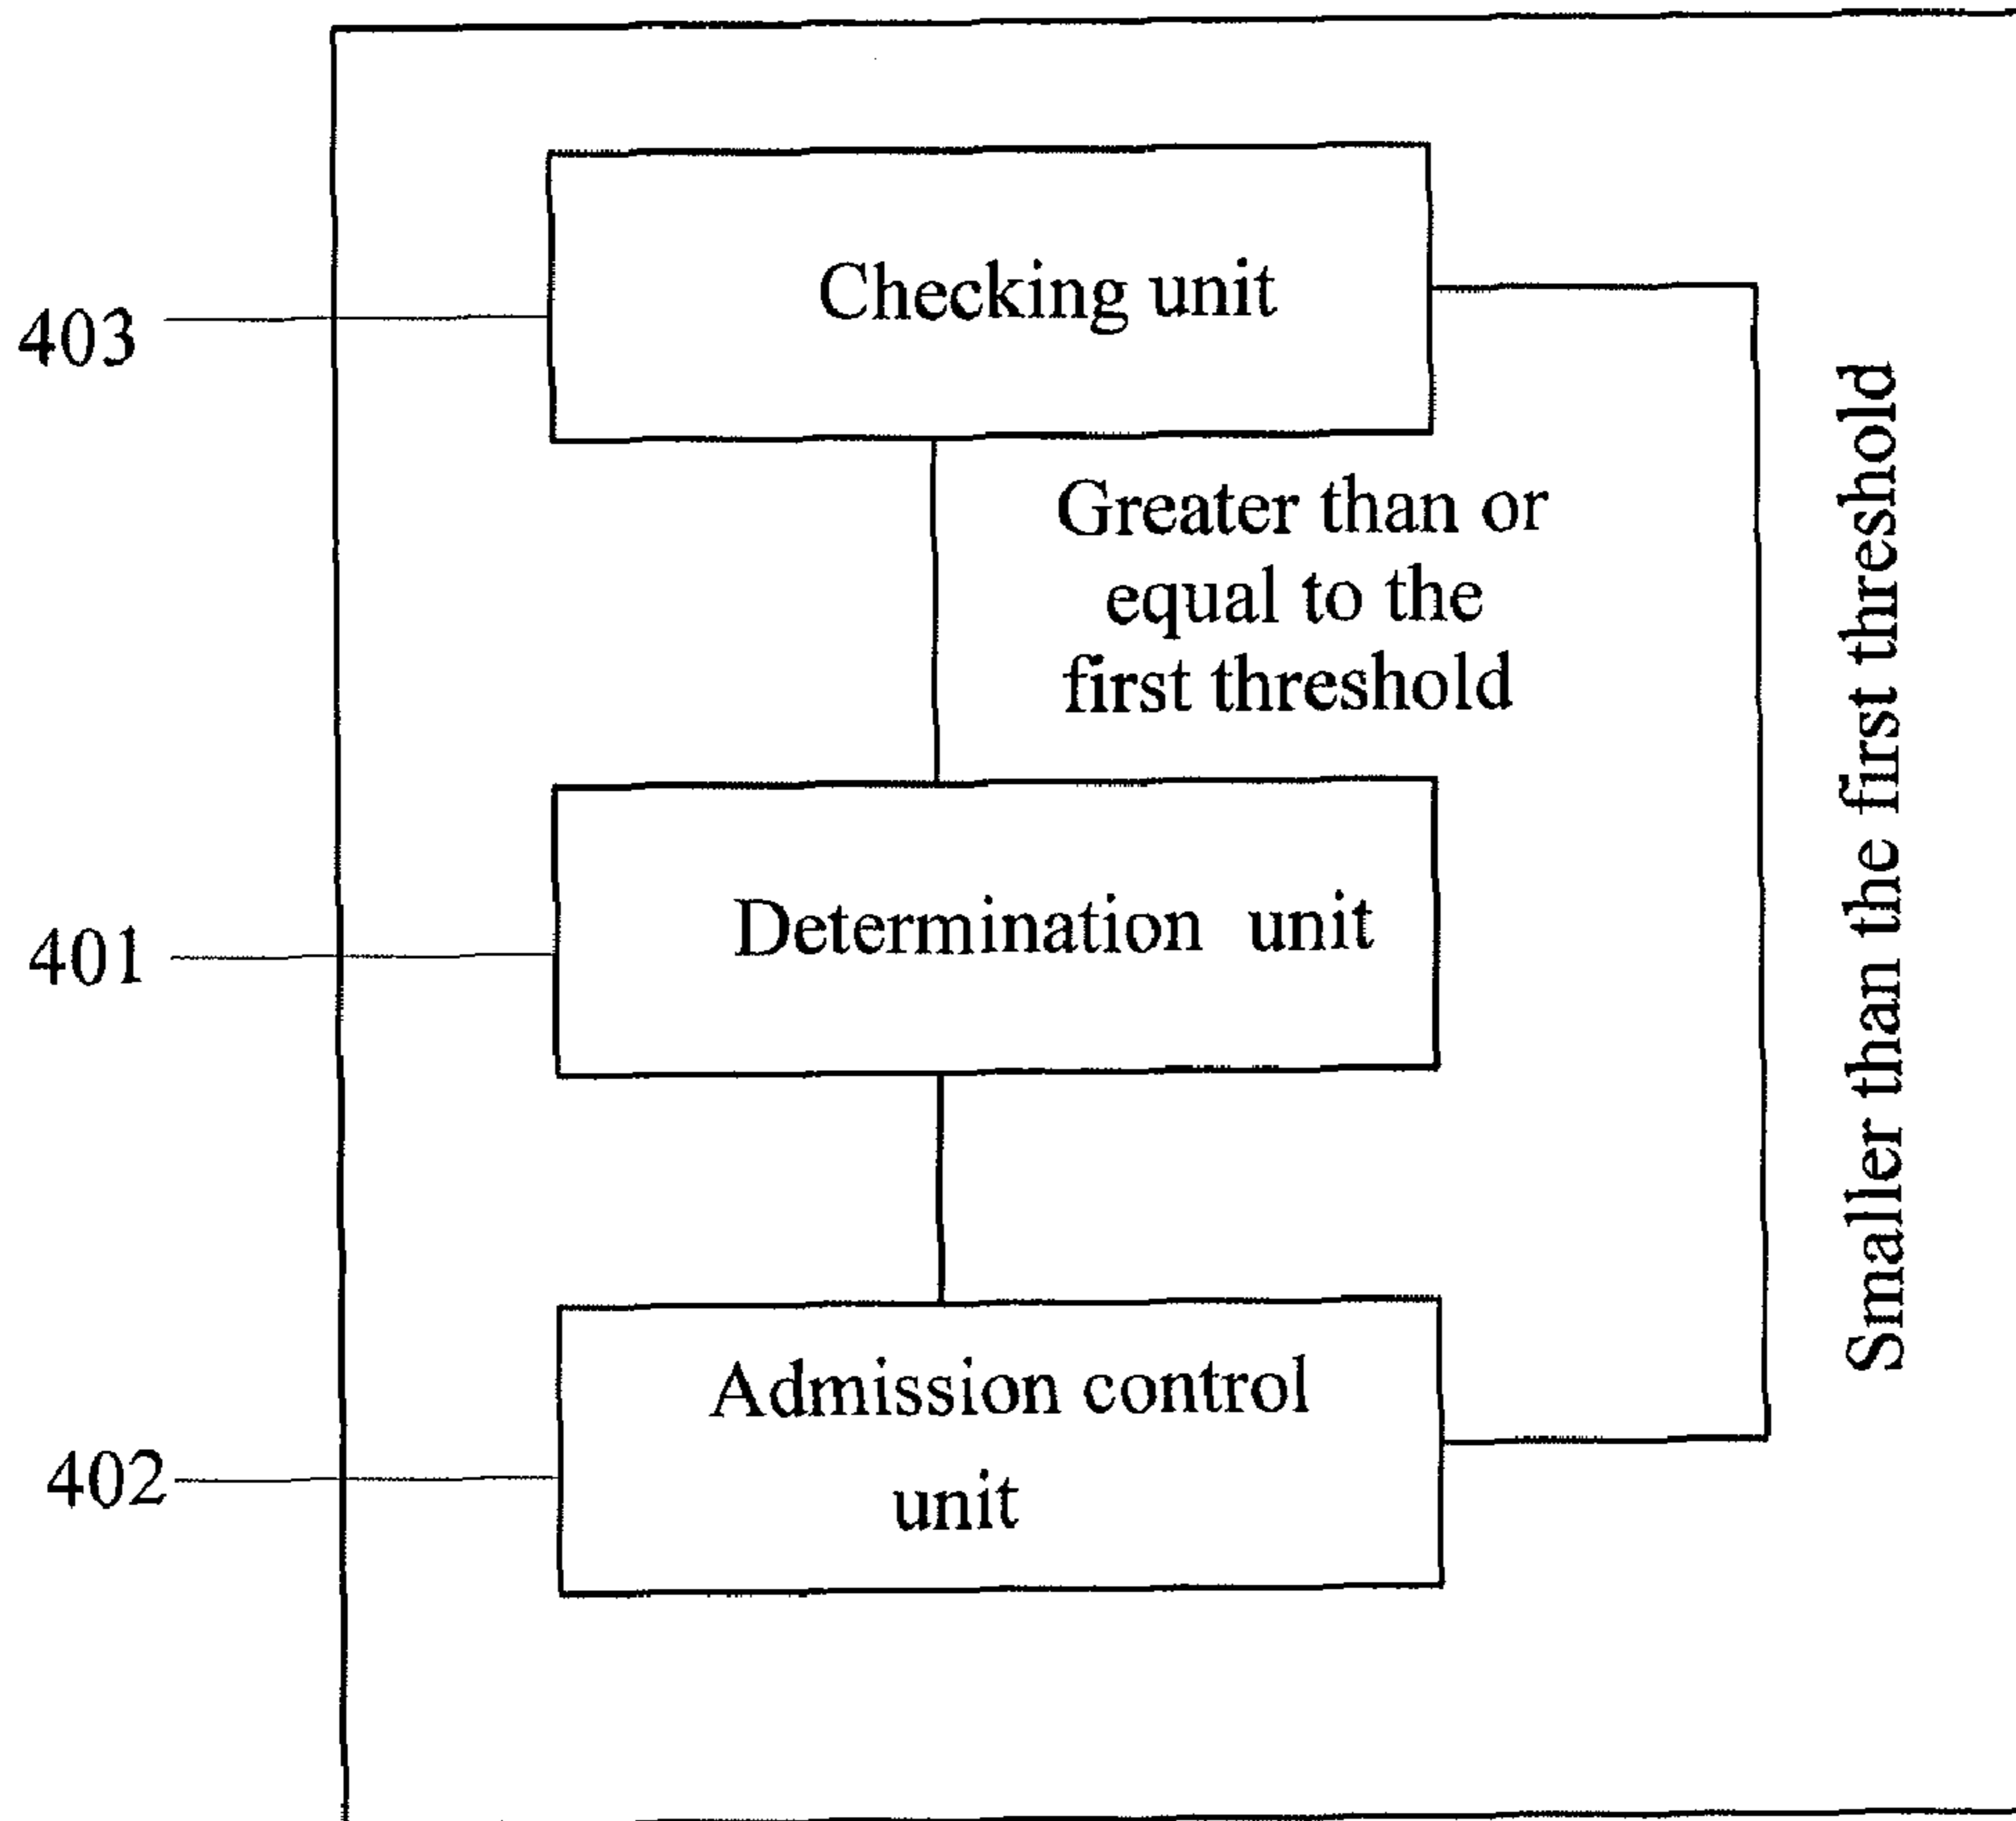 403
Checking unit
Greater than or
equal to the
first threshold
Smaller than the first threshold
401
Determination unit
402
Admission control
unit